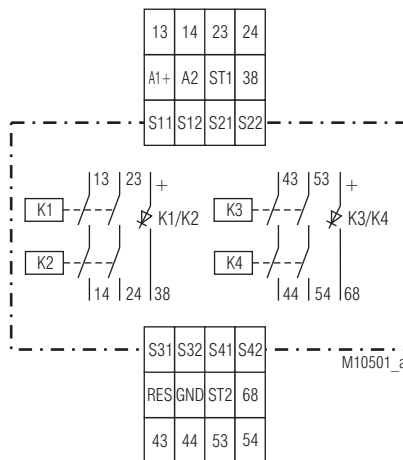 13 14 23 24
A1+ A2 ST1 38
S11 S12 S21 S22
13 23 + 43 53 +
K1 K1/K2 K3 K3/K4
K2 K4
14 24 38 44 54 68
S31 S32 S41 S42
M10501_a
RES GND ST2 68
43 44 53 54